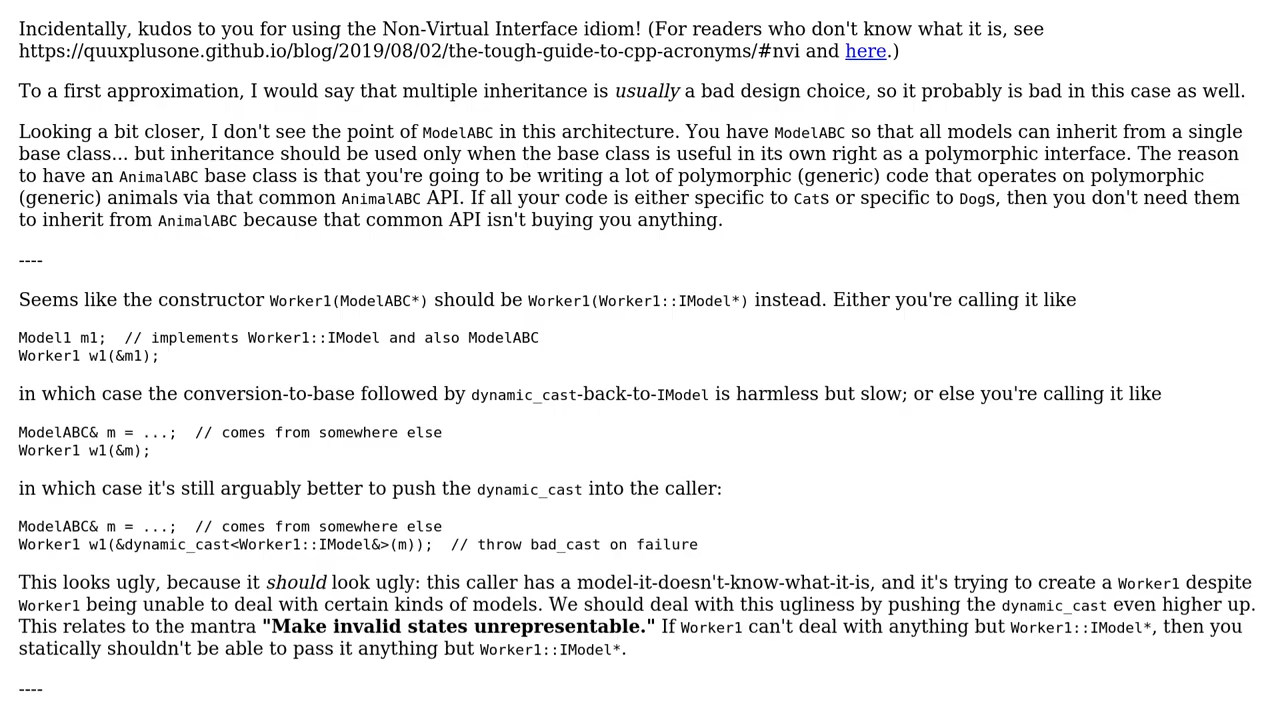 Incidentally, kudos to you for using the Non-Virtual Interface idiom! (For readers who don't know what it is, see
https://quuxplusone.github.io/blog/2019/08/02/the-tough-guide-to-cpp-acronyms/#nvi and here.)
To a first approximation, I would say that multiple inheritance is usually a bad design choice, so it probably is bad in this case as well.
Looking a bit closer, I don't see the point of ModelABC in this architecture. You have ModelABC so that all models can inherit from a single
base class... but inheritance should be used only when the base class is useful in its own right as a polymorphic interface. The reason
to have an AnimalABC base class is that you're going to be writing a lot of polymorphic (generic) code that operates on polymorphic
(generic) animals via that common AnimalABC API. If all your code is either specific to Cats or specific to Dogs, then you don't need them
to inherit from AnimalABC because that common API isn't buying you anything.
----
Seems like the constructor Worker1(ModelABC*) should be Worker1(Worker1::IModel*) instead. Either you're calling it like
Model1 m1;  // implements Worker1::IModel and also ModelABC
Worker1 w1(&m1);
in which case the conversion-to-base followed by dynamic_cast-back-to-IModel is harmless but slow; or else you're calling it like
ModelABC& m = ...;  // comes from somewhere else
Worker1 w1(&m);
in which case it's still arguably better to push the dynamic_cast into the caller:
ModelABC& m = ...;  // comes from somewhere else
Worker1 w1(&dynamic_cast<Worker1::IModel&>(m));  // throw bad_cast on failure
This looks ugly, because it should look ugly: this caller has a model-it-doesn't-know-what-it-is, and it's trying to create a Worker1 despite
Worker1 being unable to deal with certain kinds of models. We should deal with this ugliness by pushing the dynamic_cast even higher up.
This relates to the mantra "Make invalid states unrepresentable." If Worker1 can't deal with anything but Worker1::IModel*, then you
statically shouldn't be able to pass it anything but Worker1::IModel*.
----